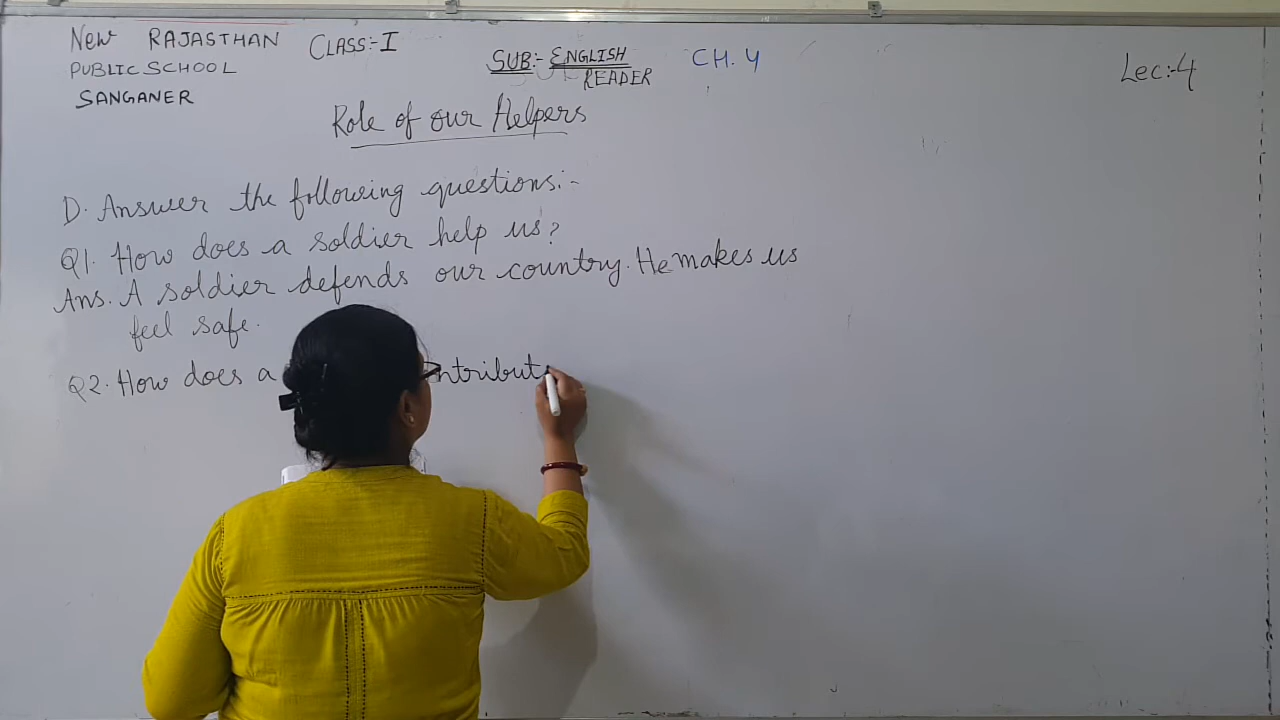 New RAJASTHAN
PUBLIC SCHOOL
SANGANER
CLASS:-I
SUB:- ENGLISH
READER
CH. 4
Lec:-4
Role of our Helpers
D. Answer the following questions:-
Q1. How does a soldier help us?
Ans. A soldier defends our country. He makes us
feel safe.
Q2. How does a